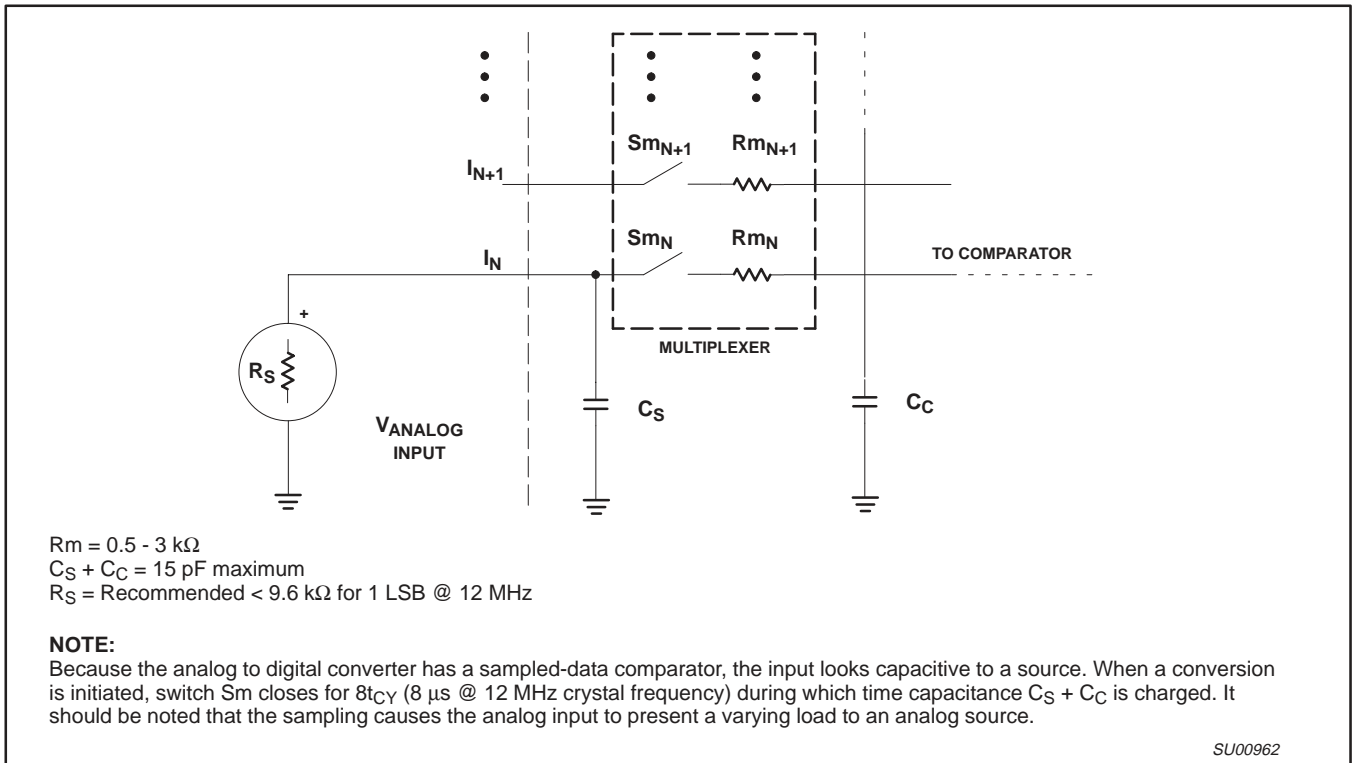 Sm<sub>N+1</sub> Rm<sub>N+1</sub>
I<sub>N+1</sub>
Sm<sub>N</sub> Rm<sub>N</sub>
I<sub>N</sub>
TO COMPARATOR
+
MULTIPLEXER
R<sub>S</sub>
C<sub>S</sub>
C<sub>C</sub>
V<sub>ANALOG</sub>
INPUT
Rm = 0.5 - 3 kΩ
C<sub>S</sub> + C<sub>C</sub> = 15 pF maximum
R<sub>S</sub> = Recommended < 9.6 kΩ for 1 LSB @ 12 MHz
NOTE:
Because the analog to digital converter has a sampled-data comparator, the input looks capacitive to a source. When a conversion
is initiated, switch Sm closes for 8t<sub>CY</sub> (8 μs @ 12 MHz crystal frequency) during which time capacitance C<sub>S</sub> + C<sub>C</sub> is charged. It
should be noted that the sampling causes the analog input to present a varying load to an analog source.
SU00962